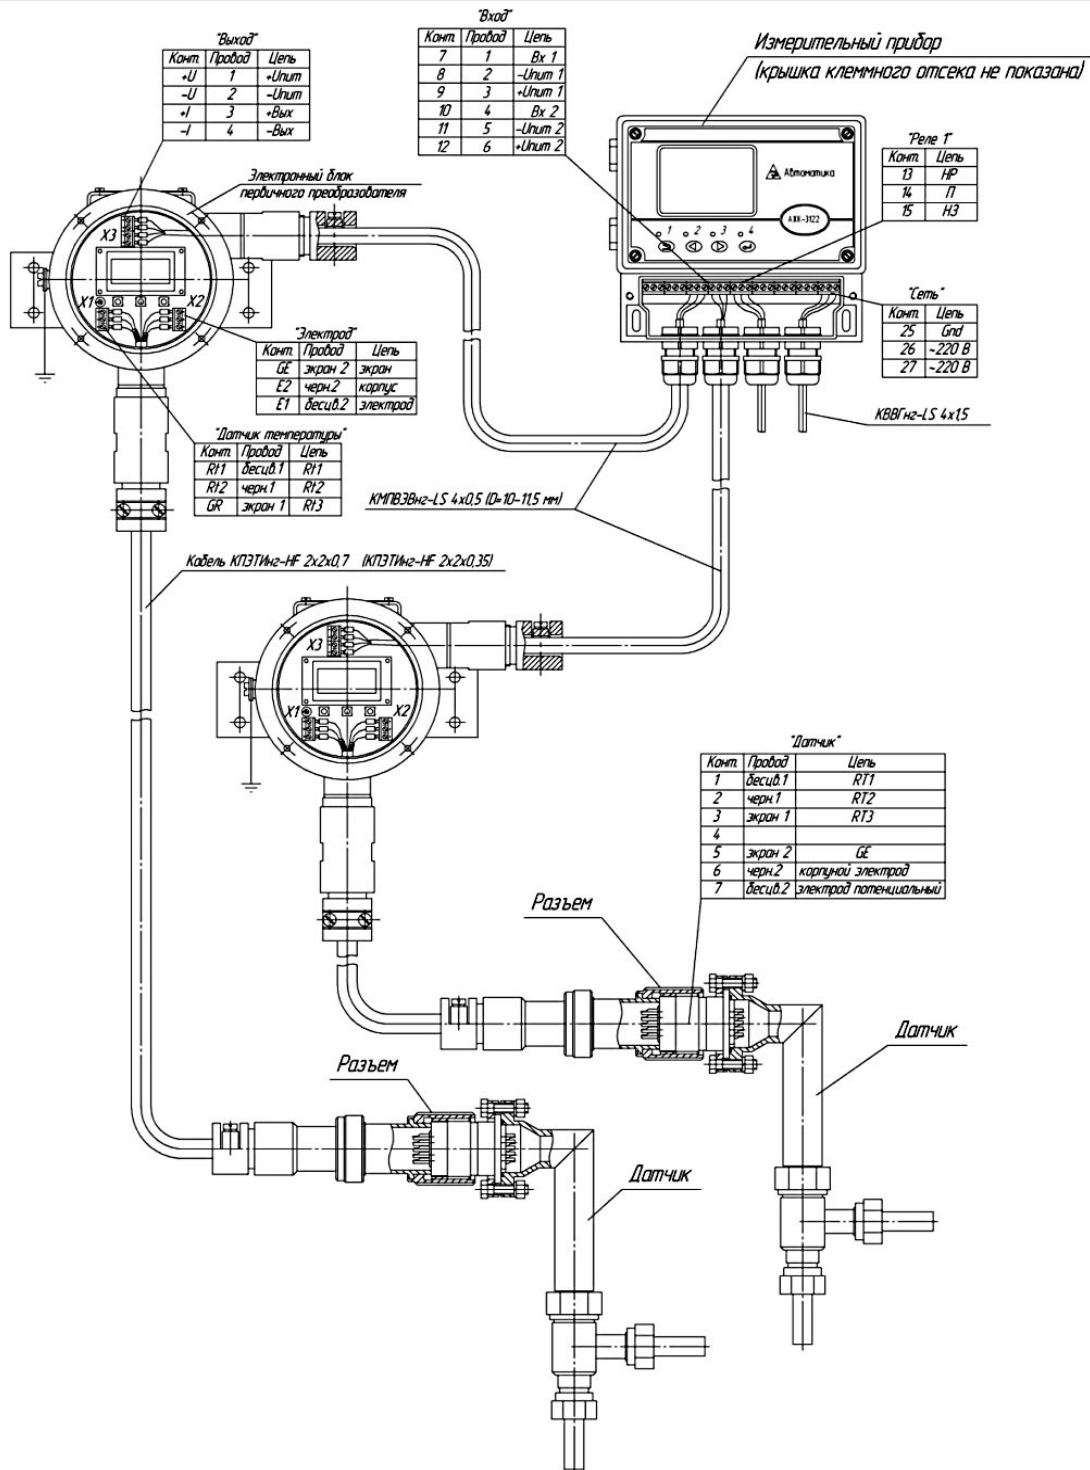 "Выход"
Конт. Провод Цепь
+U 1 +Uпит
-U 2 -Uпит
+I 3 +Вых
-I 4 -Вых
"Вход"
Конт. Провод Цепь
7 1 Вх 1
8 2 -Uпит 1
9 3 +Uпит 1
10 4 Вх 2
11 5 -Uпит 2
12 6 +Uпит 2
Измерительный прибор
(крышка клеммного отсека не показана)
"Реле 1"
Конт. Цепь
13 НР
14 П
15 НЗ
Электронный блок
первичного преобразователя
Автоматика
АЖК-3122
1 2 3 4
X3
X1 X2
"Сеть"
Конт. Цепь
25 Gnd
26 ~220 В
27 ~220 В
"Электрод"
Конт. Провод Цепь
GE экран 2 экран
E2 черн.2 корпус
E1 бесцв.2 электрод
КВВГнг-LS 4х1,5
"Датчик температуры"
Конт. Провод Цепь
Rt1 бесцв.1 Rt1
Rt2 черн.1 Rt2
GR экран 1 Rt3
КМПВЭВнг-LS 4х0,5 (D=10-11,5 мм)
Кабель КПЭТИнг-HF 2х2х0,7 (КПЭТИнг-HF 2х2х0,35)
X3
X1 X2
"Датчик"
Конт. Провод Цепь
1 бесцв.1 RT1
2 черн.1 RT2
3 экран 1 RT3
4
5 экран 2 GE
6 черн.2 корпуной электрод
7 бесцв.2 электрод потенциальный
Разъем
Датчик
Разъем
Датчик